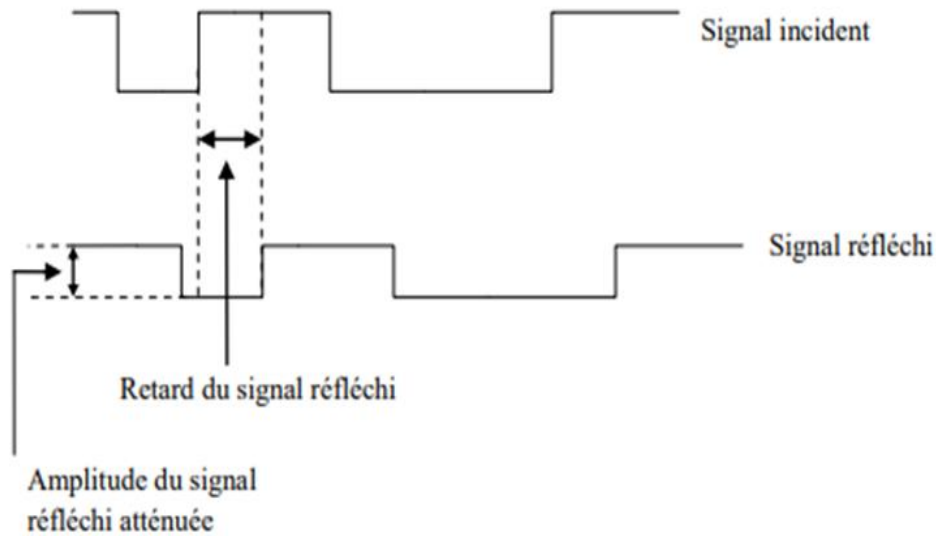 Signal incident
Signal réfléchi
Retard du signal réfléchi
Amplitude du signal
réfléchi atténuée